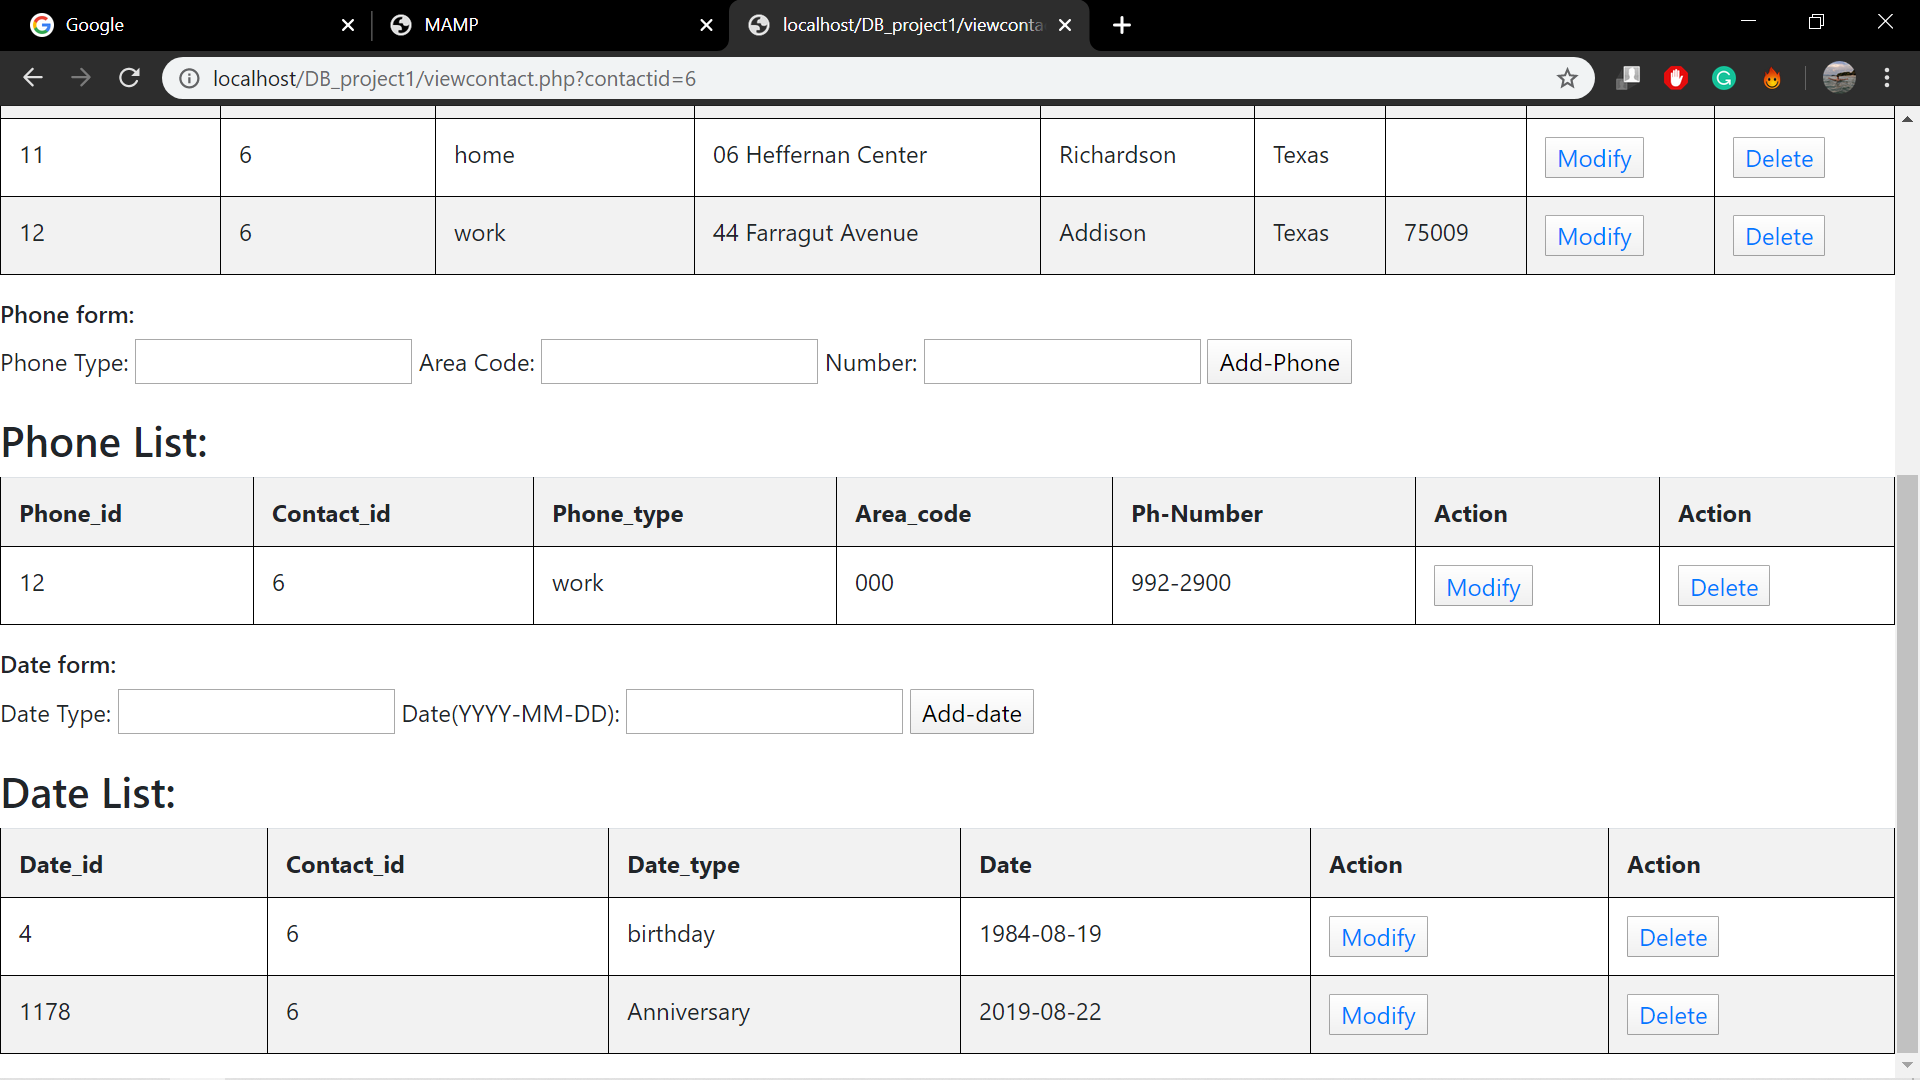 Google
MAMP
localhost/DB_project1/viewconta
localhost/DB_project1/viewcontact.php?contactid=6
11 6 home 06 Heffernan Center Richardson Texas Modify Delete
12 6 work 44 Farragut Avenue Addison Texas 75009 Modify Delete
Phone form:
Phone Type: Area Code: Number: Add-Phone
Phone List:
Phone_id Contact_id Phone_type Area_code Ph-Number Action Action
12 6 work 000 992-2900 Modify Delete
Date form:
Date Type: Date(YYYY-MM-DD): Add-date
Date List:
Date_id Contact_id Date_type Date Action Action
4 6 birthday 1984-08-19 Modify Delete
1178 6 Anniversary 2019-08-22 Modify Delete